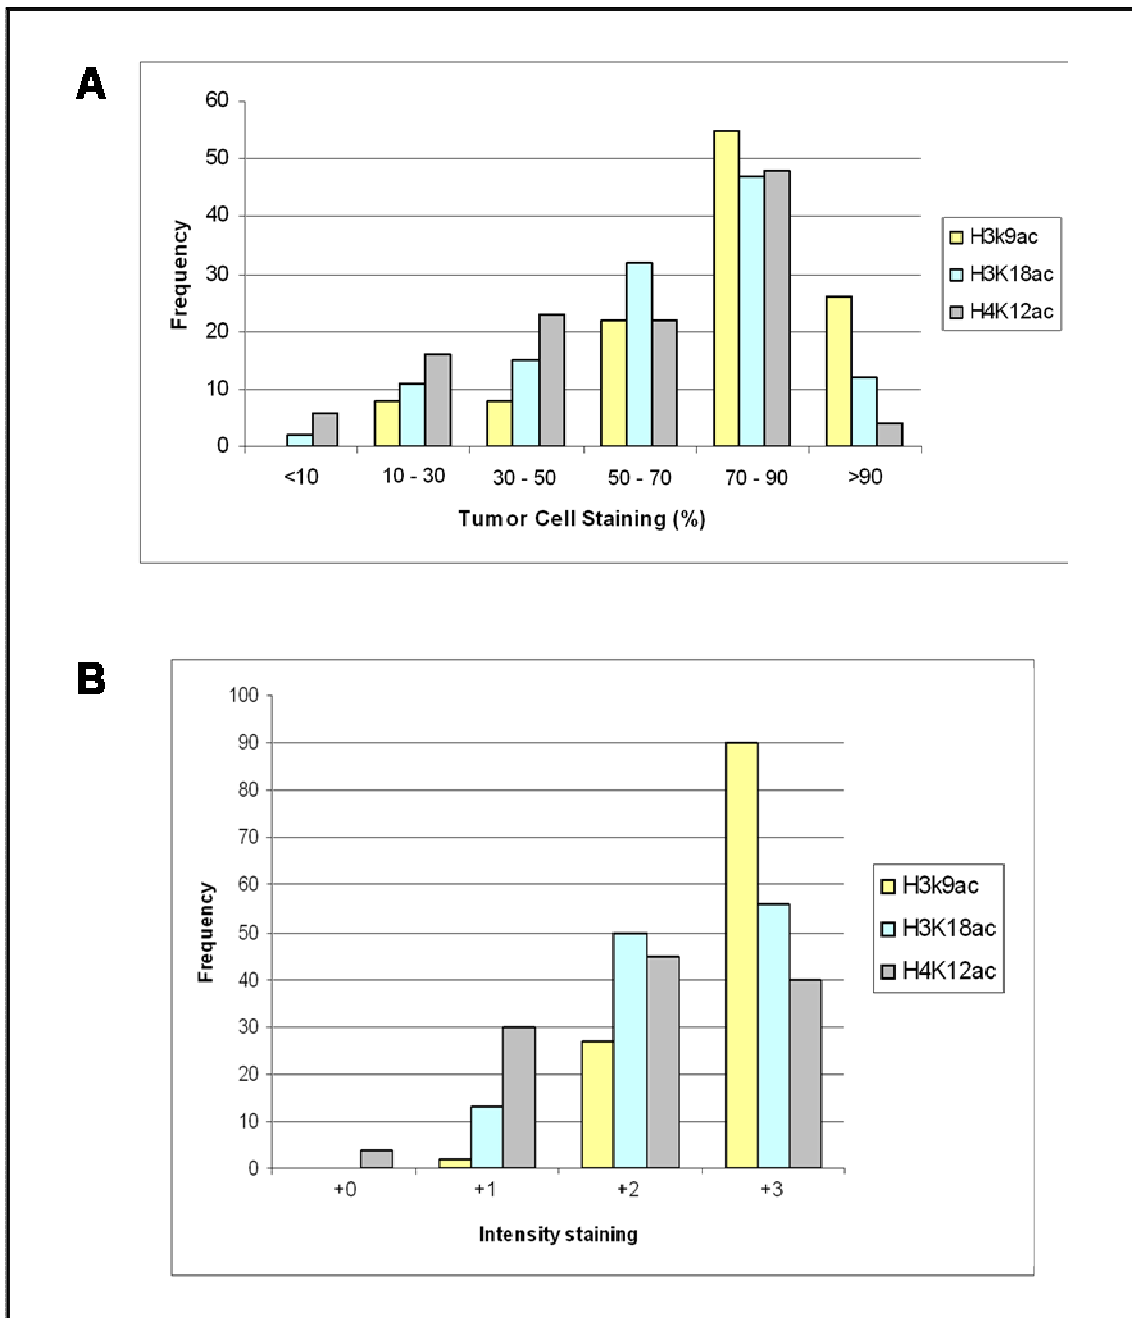 A
60
50
40
30
20
10
0
Frequency
<10 10 - 30 30 - 50 50 - 70 70 - 90 >90
Tumor Cell Staining (%)
H3k9ac
H3K18ac
H4K12ac
B
100
90
80
70
60
50
40
30
20
10
0
Frequency
+0 +1 +2 +3
Intensity staining
H3k9ac
H3K18ac
H4K12ac